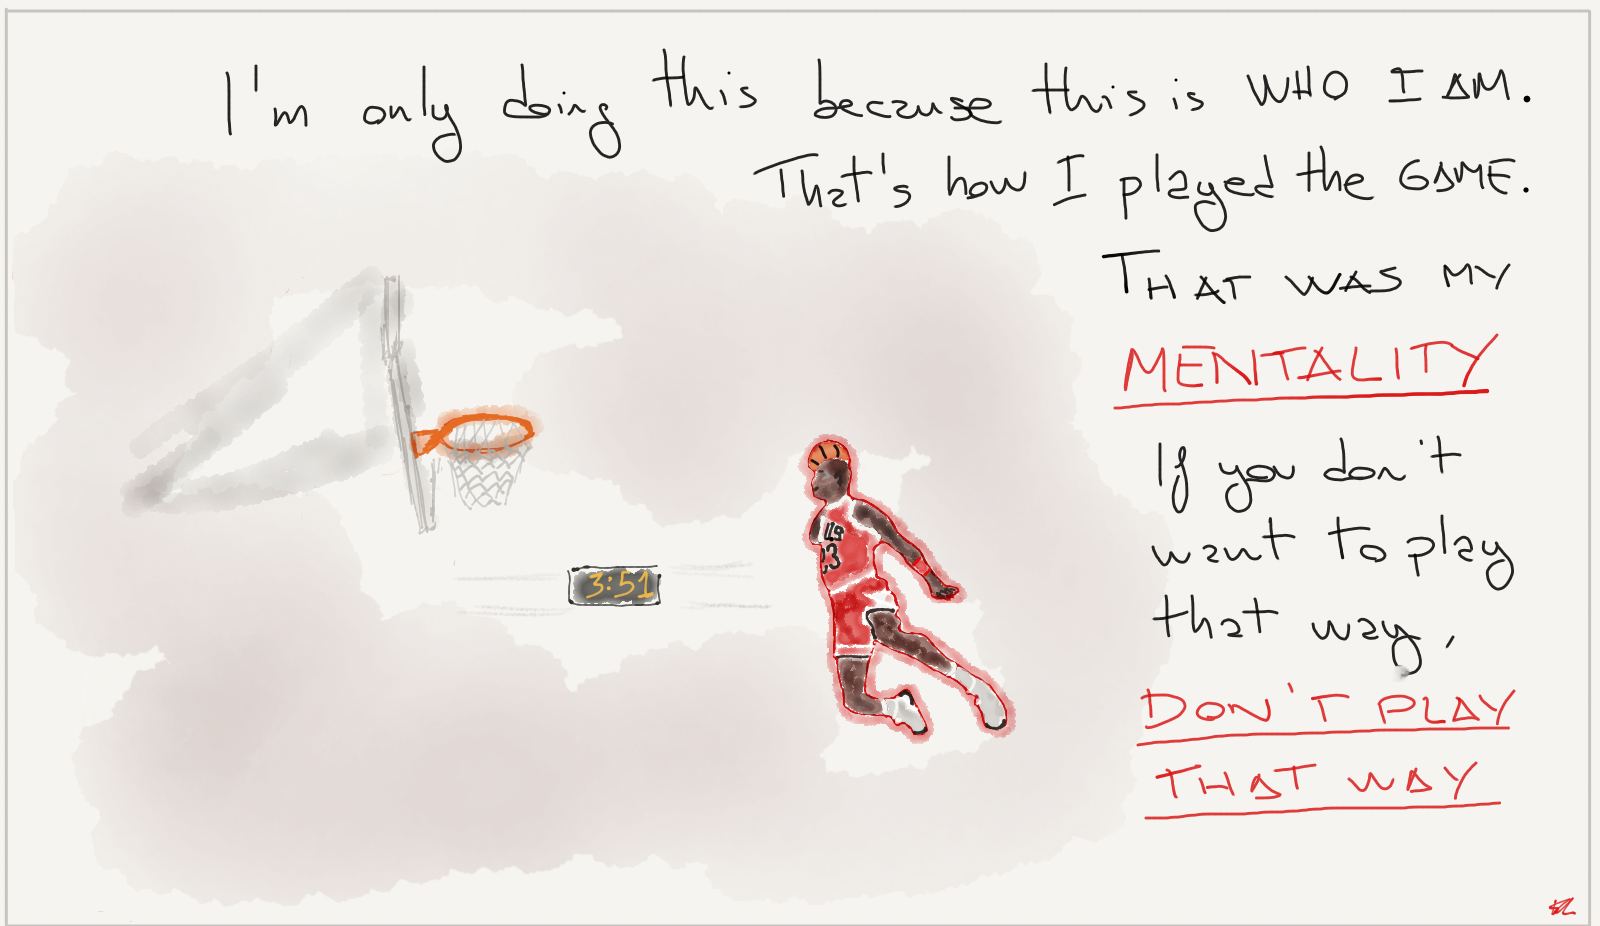 I'm only doing this because this is WHO I AM.
That's how I played the GAME.
THAT WAS MY
MENTALITY
If you don't
want to play
that way,
DON'T PLAY
THAT WAY
3:51
LLS
23